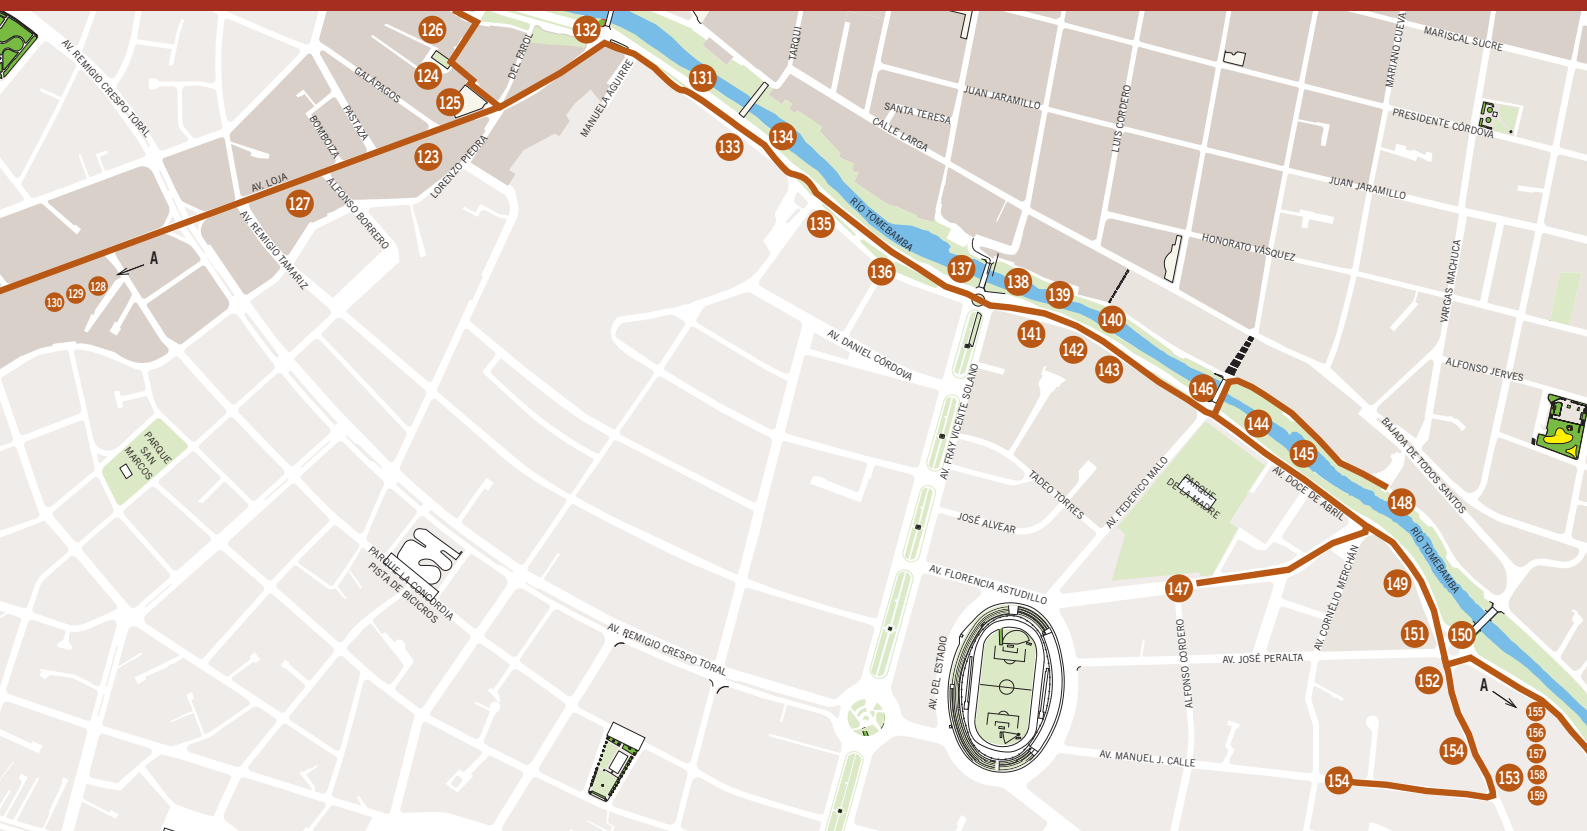 126
132
MARISCAL SUCRE
MARIANO CUEVA
TARQUI
DEL FAROL
AV. REMIGIO CRESPO TORAL
124
GALÁPAGOS
131
125
MANUELA AGUIRRE
JUAN JARAMILLO
SANTA TERESA
CALLE LARGA
LUIS CORDERO
PRESIDENTE CÓRDOVA
PASTAZA
BOMBOIZA
134
133
123
LORENZO PIEDRA
AV. LOJA
127
ALFONSO BORRERO
AV. REMIGIO TAMARIZ
JUAN JARAMILLO
RÍO TOMEBAMBA
135
HONORATO VÁSQUEZ
VARGAS MACHUCA
A
136
137
138
139
128
129
130
140
141
142
143
AV. DANIEL CÓRDOVA
ALFONSO JERVES
AV. FRAY VICENTE SOLANO
146
144
145
BAJADA DE TODOS SANTOS
PARQUE
SAN
MARCOS
TADEO TORRES
AV. FEDERICO MALO
PARQUE
DE LA MADRE
AV. DOCE DE ABRIL
148
JOSÉ ALVEAR
RÍO TOMEBAMBA
PARQUE LA CONCORDIA
PISTA DE BICICROS
AV. FLORENCIA ASTUDILLO
147
149
AV. CORNELIO MERCHÁN
AV. REMIGIO CRESPO TORAL
151
150
AV. DEL ESTADIO
ALFONSO CORDERO
AV. JOSÉ PERALTA
152
A
155
156
157
158
159
154
153
AV. MANUEL J. CALLE
154